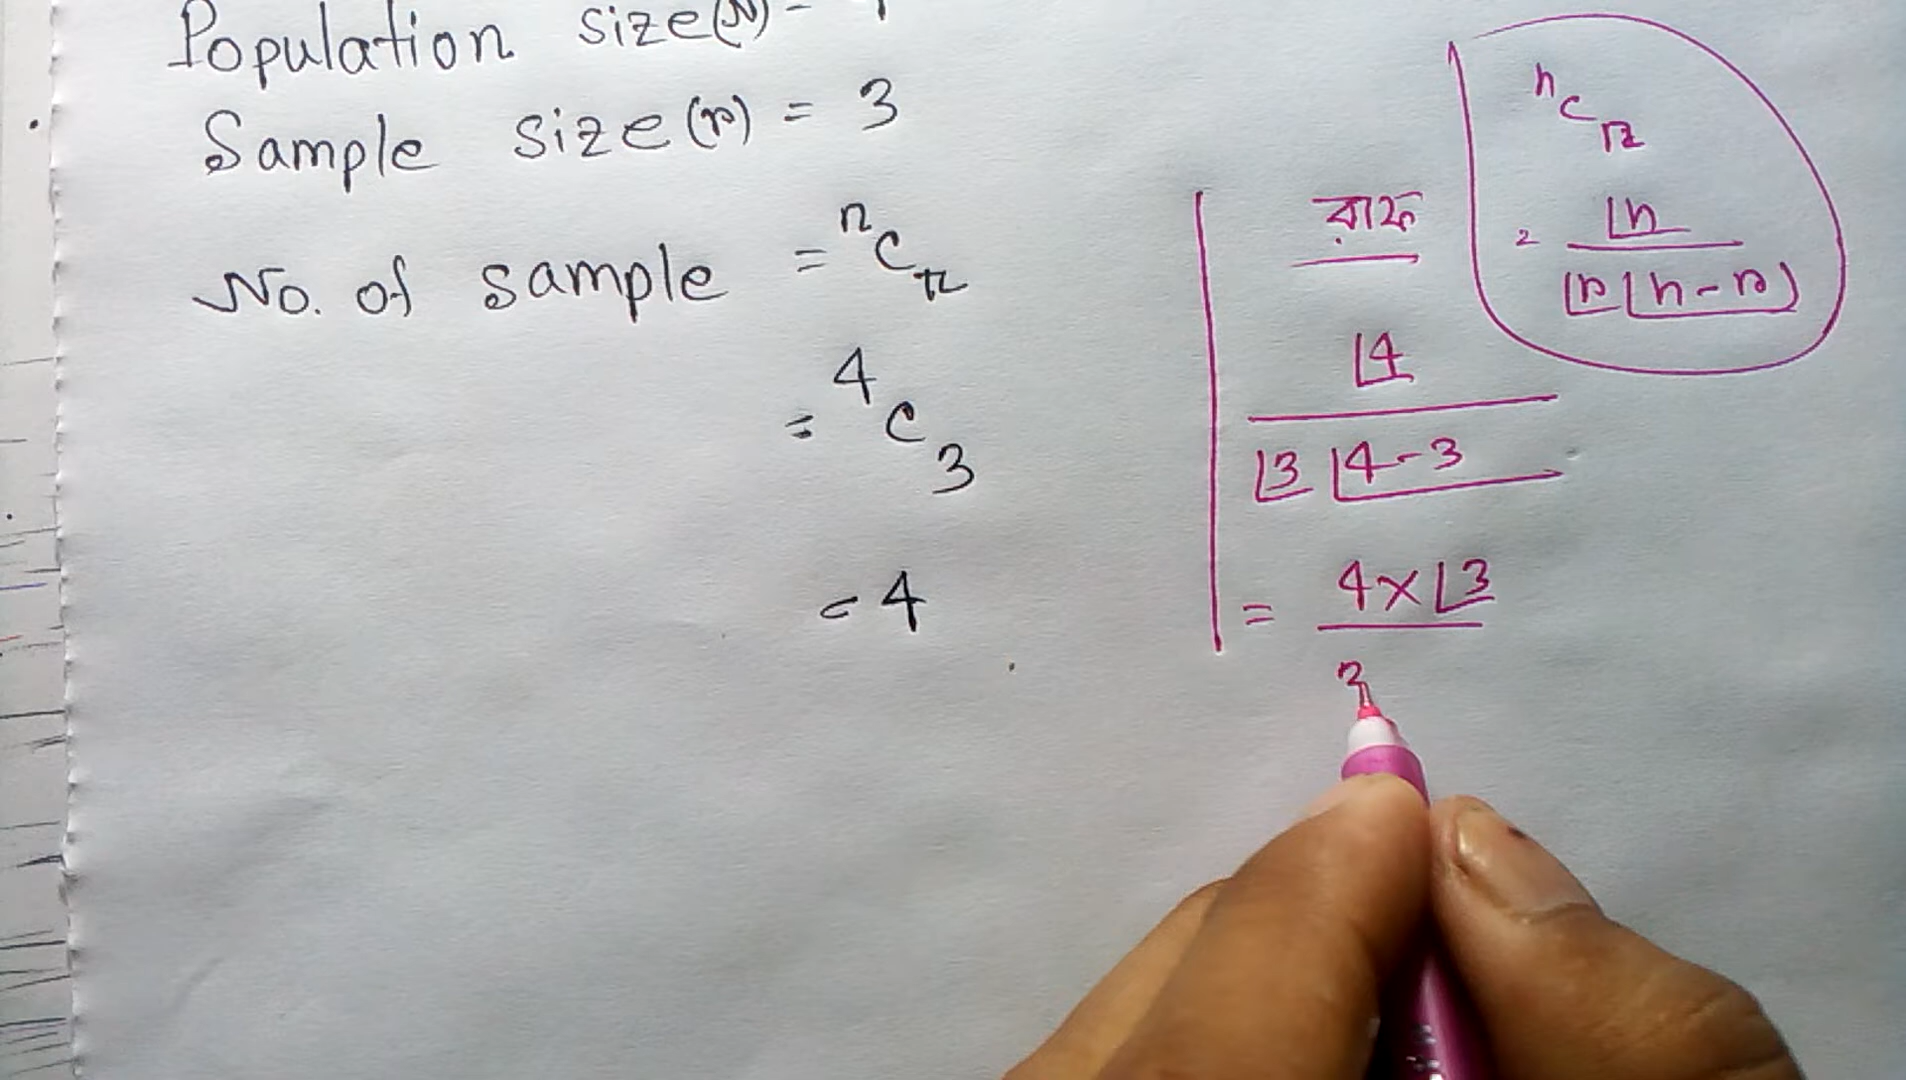 Population size(N) =
Sample size(n) = 3
No. of sample = ⁿCᵣ
= ⁴C₃
= 4
রাফ
⌊4
⌊3 ⌊4-3
= 4×⌊3
3
ⁿCᵣ
= ⌊n
⌊r ⌊n-r)